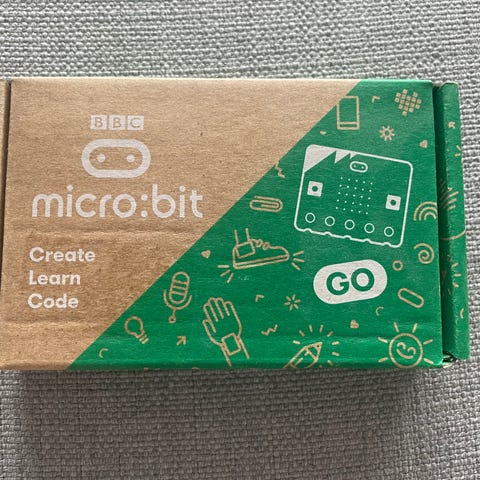 BBC
micro:bit
Create
Learn
Code
GO